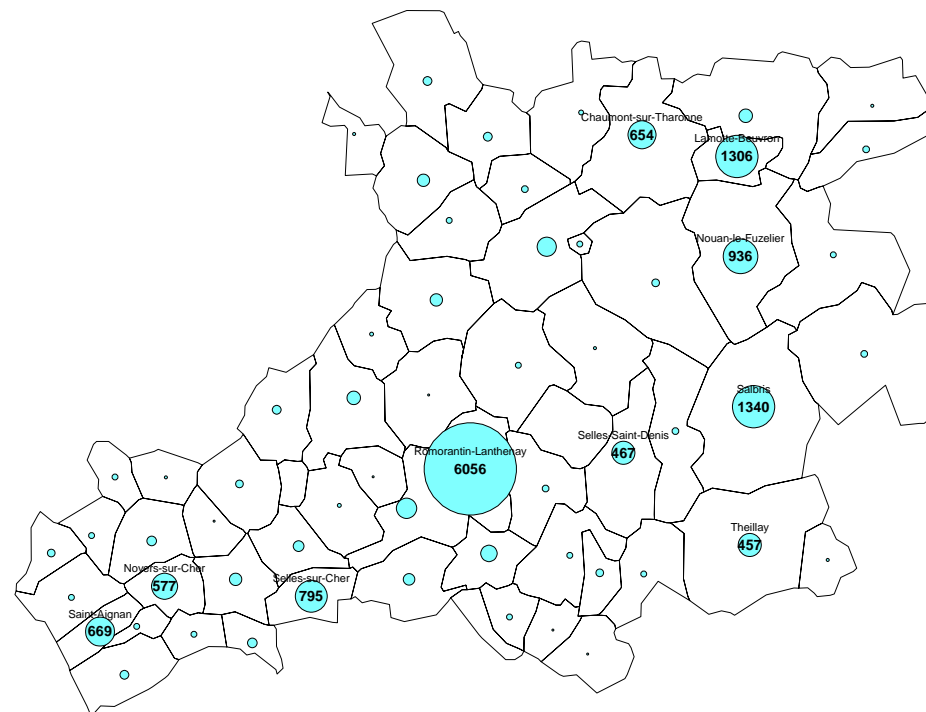 Chaumont-sur-Tharonne
654
Lamotte-Beuvron
1306
Nouan-le-Fuzelier
936
Salbris
1340
Selles-Saint-Denis
467
Romorantin-Lanthenay
6056
Theillay
457
Noyers-sur-Cher
577
Selles-sur-Cher
795
Saint-Aignan
669